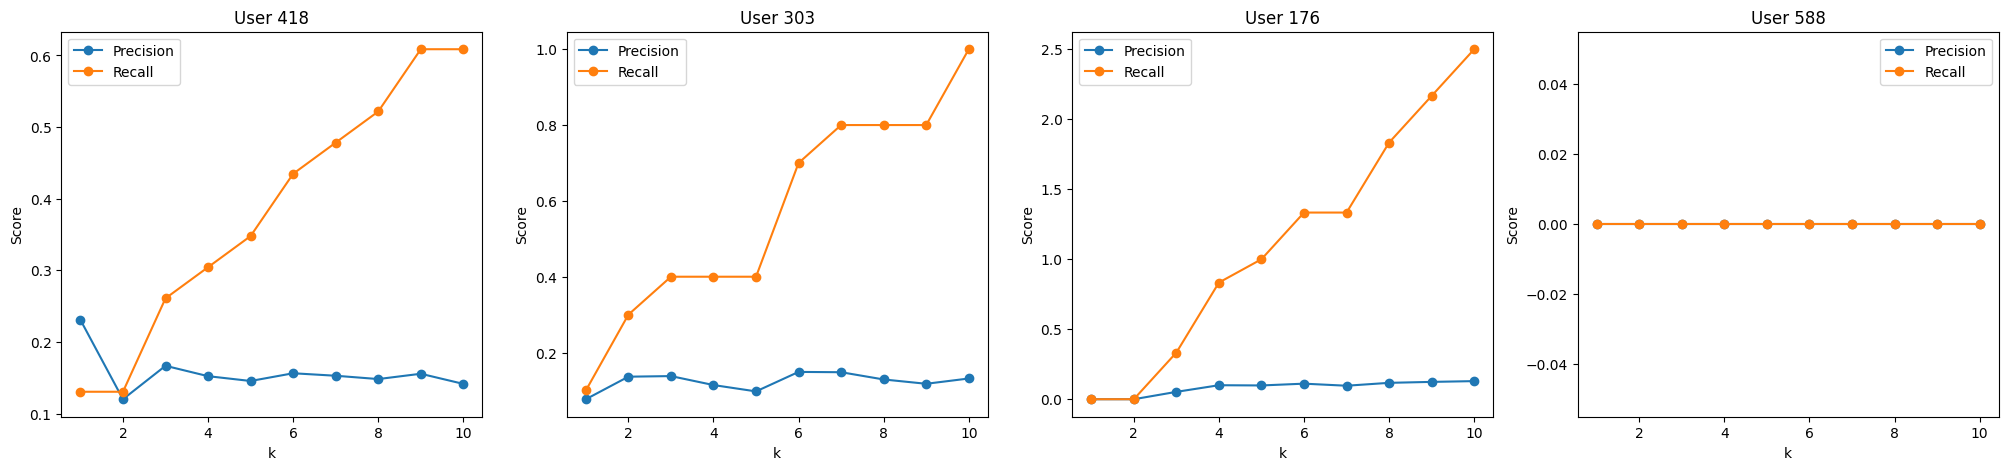 User 418
Precision
Recall
0.6
0.5
0.4
0.3
0.2
0.1
Score
2 4 6 8 10
k
User 303
Precision
Recall
1.0
0.8
0.6
0.4
0.2
Score
2 4 6 8 10
k
User 176
Precision
Recall
2.5
2.0
1.5
1.0
0.5
0.0
Score
2 4 6 8 10
k
User 588
Precision
Recall
0.04
0.02
0.00
−0.02
−0.04
Score
2 4 6 8 10
k